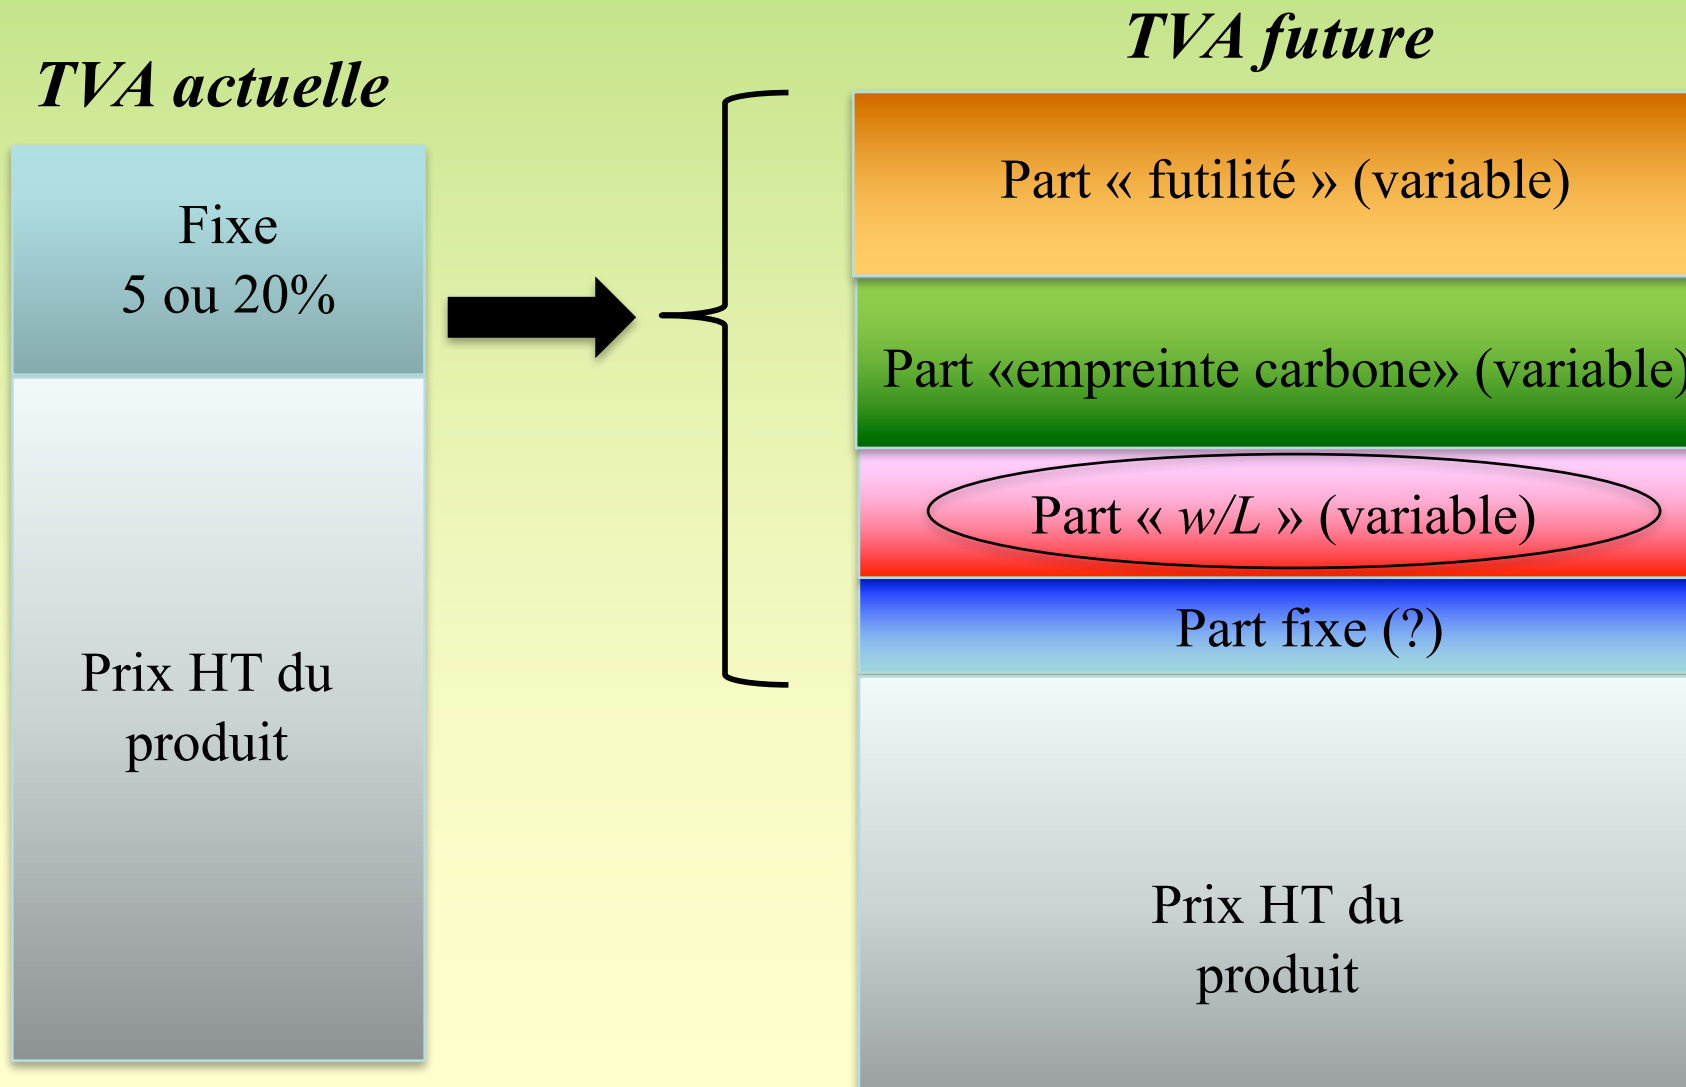 TVA actuelle
Fixe
5 ou 20%
Prix HT du
produit
TVA future
Part « futilité » (variable)
Part «empreinte carbone» (variable)
Part « w/L » (variable)
Part fixe (?)
Prix HT du
produit